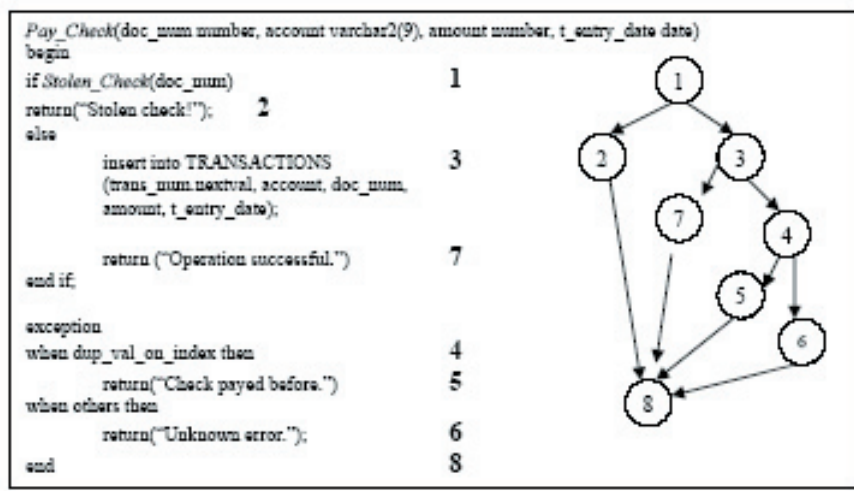 Pay_Check(doc_num number, account varchar2(9), amount number, t_entry_date date)
begin
if Stolen_Check(doc_num) 1
return("Stolen check!"); 2
else
insert into TRANSACTIONS 3
(trans_num.nextval, account, doc_num,
amount, t_entry_date);
return ("Operation successful.") 7
end if;
exception
when dup_val_on_index then 4
return("Check payed before.") 5
when others then
return("Unknown error."); 6
end 8
1
2
3
7
4
5
6
8